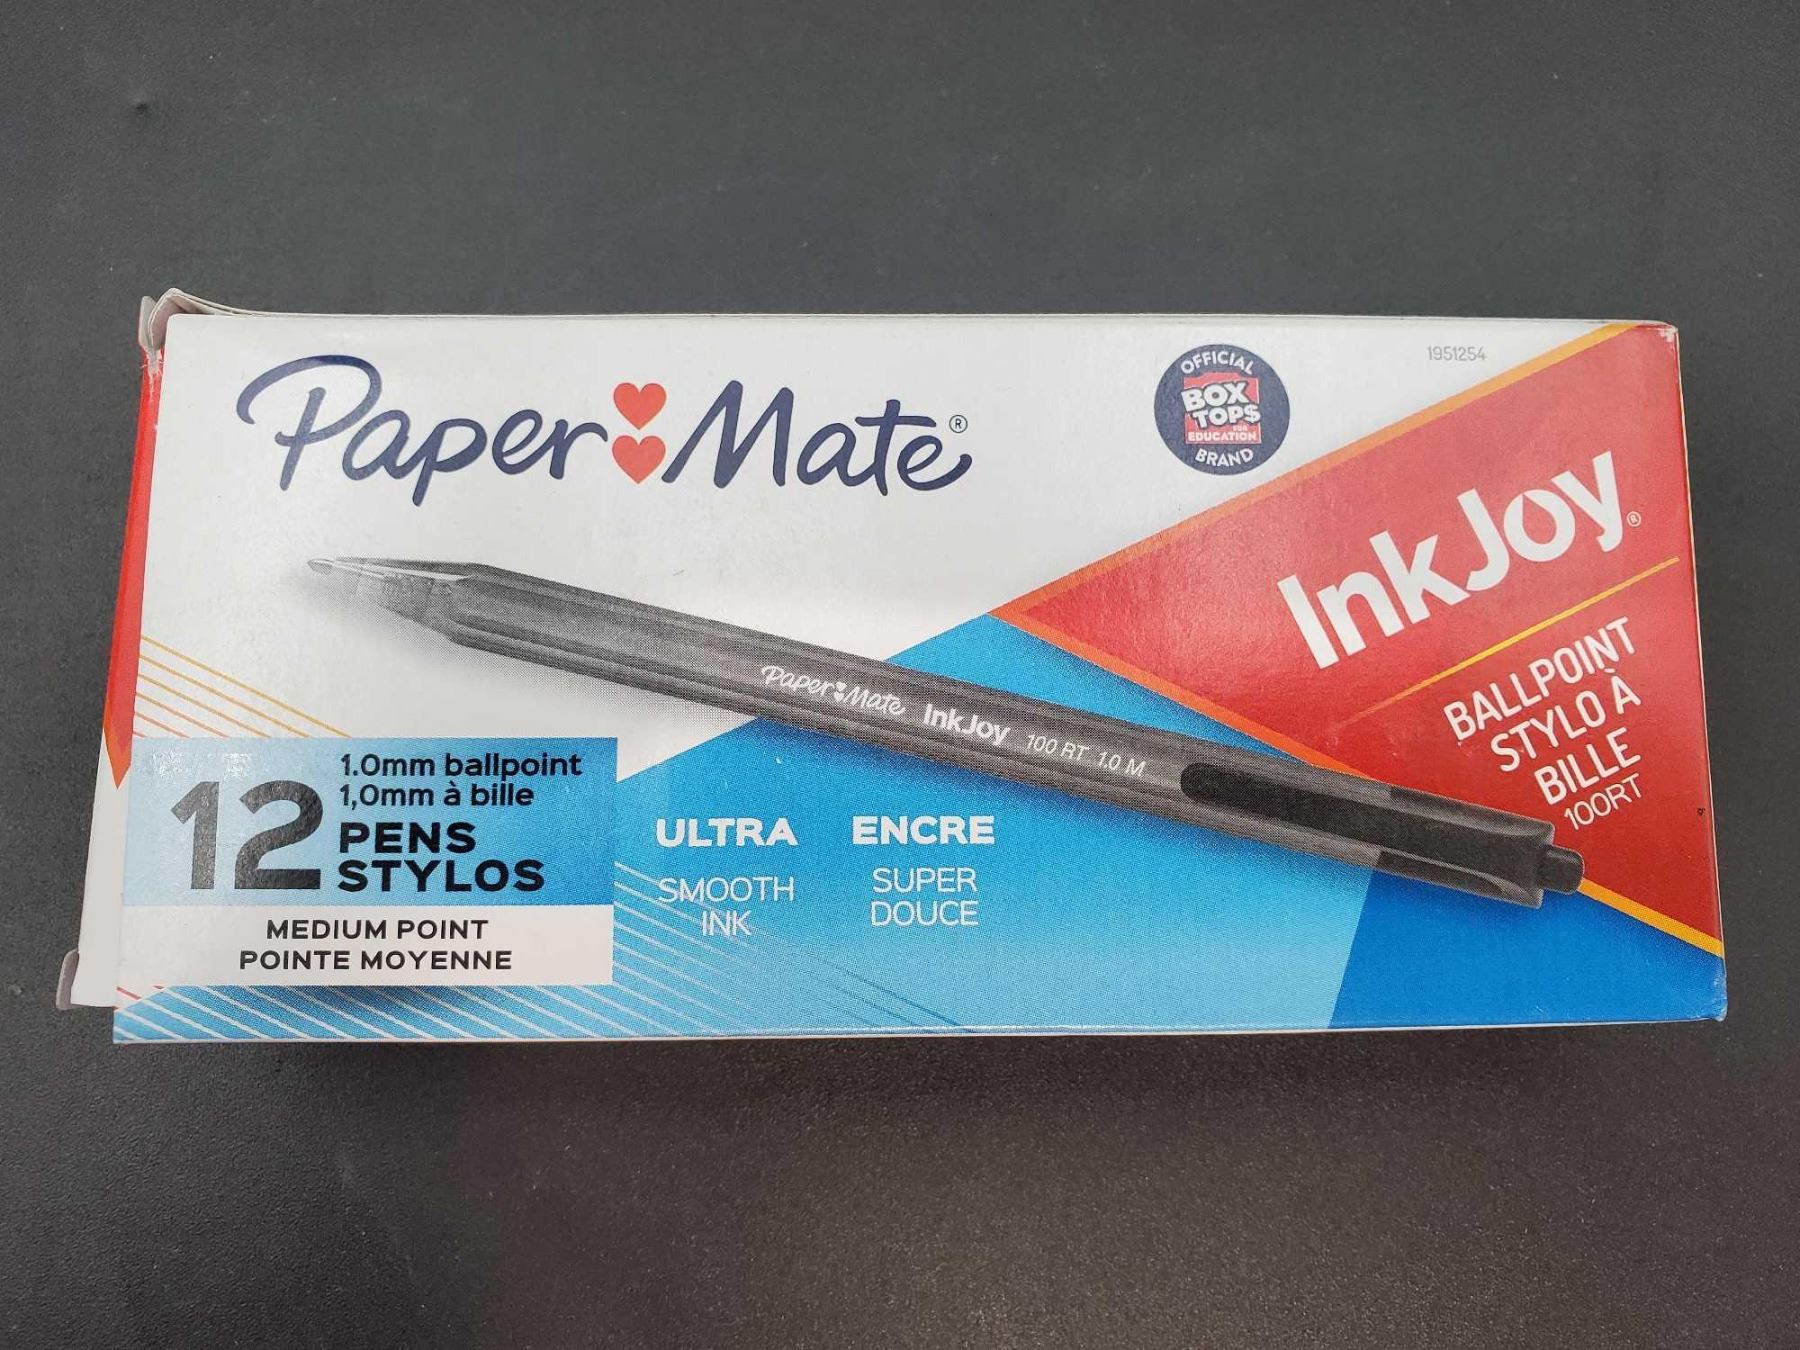 Paper Mate®
OFFICIAL
BOX
TOPS
FOR
EDUCATION
BRAND
1951254
InkJoy®
BALLPOINT
STYLO À
BILLE
100RT
Paper Mate InkJoy 100 RT 1.0 M
12
1.0mm ballpoint
1,0mm à bille
PENS
STYLOS
MEDIUM POINT
POINTE MOYENNE
ULTRA
SMOOTH
INK
ENCRE
SUPER
DOUCE